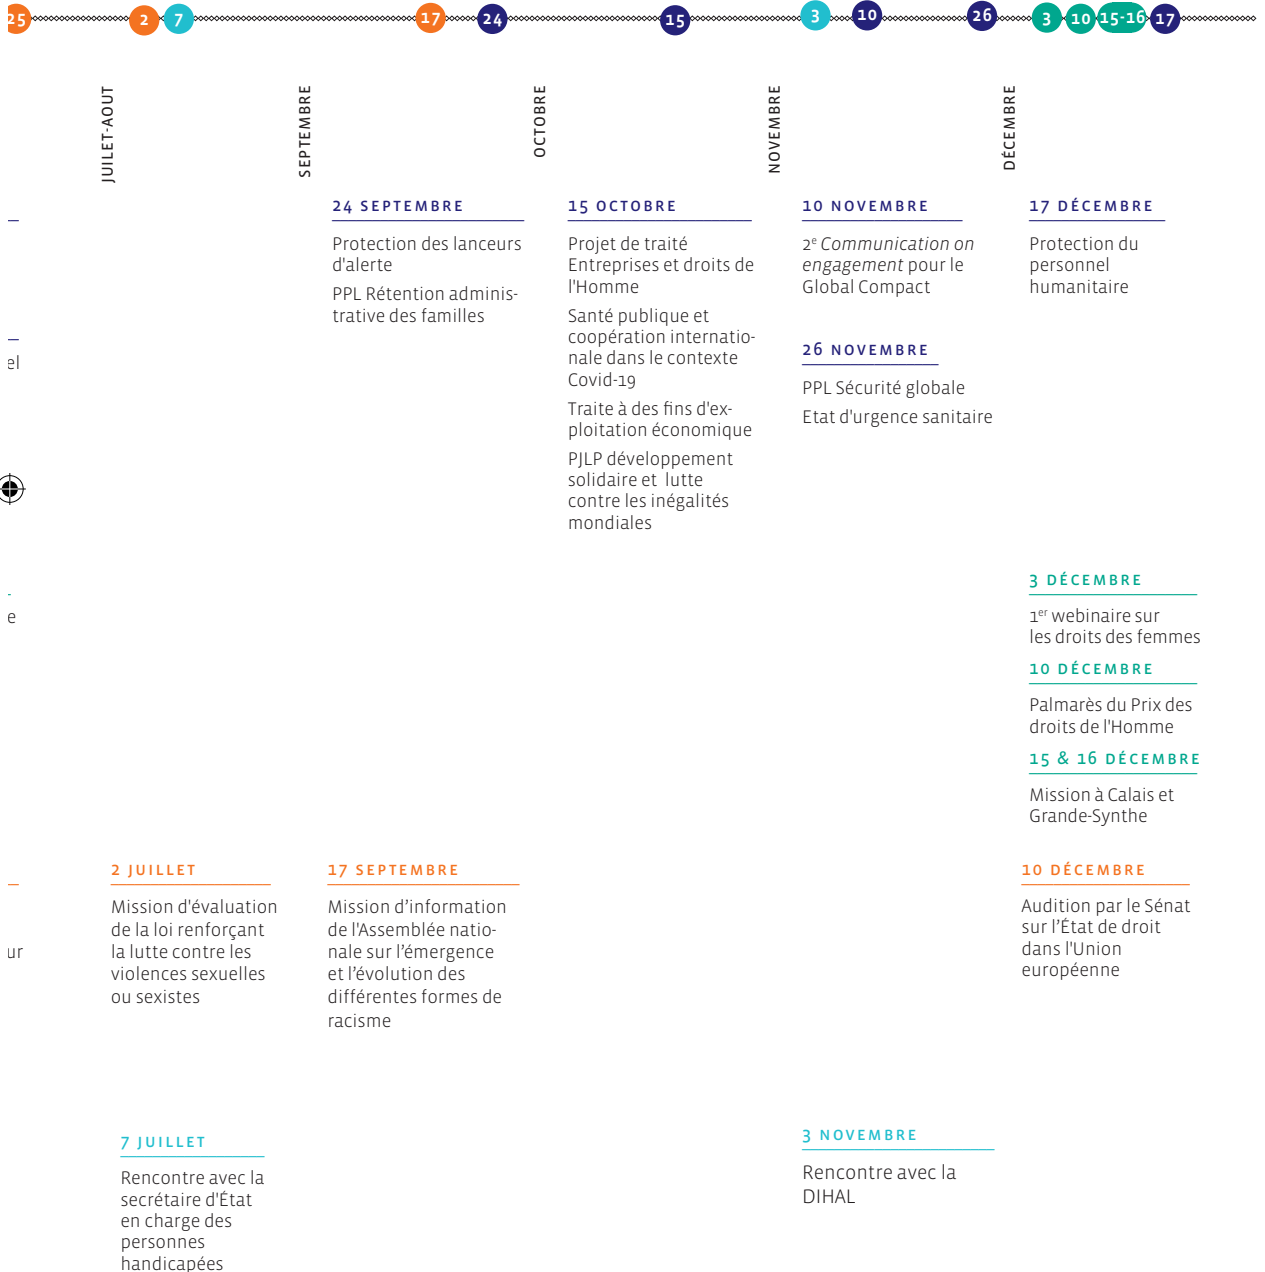 25 2 7 17 24 15 3 10 26 3 10 15-16 17
JUILET-AOUT
SEPTEMBRE
OCTOBRE
NOVEMBRE
DÉCEMBRE
24 SEPTEMBRE
Protection des lanceurs
d'alerte
PPL Rétention adminis-
trative des familles
15 OCTOBRE
Projet de traité
Entreprises et droits de
l'Homme
Santé publique et
coopération internatio-
nale dans le contexte
Covid-19
Traite à des fins d'ex-
ploitation économique
PJLP développement
solidaire et lutte
contre les inégalités
mondiales
10 NOVEMBRE
2e Communication on
engagement pour le
Global Compact
26 NOVEMBRE
PPL Sécurité globale
Etat d'urgence sanitaire
17 DÉCEMBRE
Protection du
personnel
humanitaire
el
3 DÉCEMBRE
1er webinaire sur
les droits des femmes
10 DÉCEMBRE
Palmarès du Prix des
droits de l'Homme
15 & 16 DÉCEMBRE
Mission à Calais et
Grande-Synthe
e
2 JUILLET
Mission d'évaluation
de la loi renforçant
la lutte contre les
violences sexuelles
ou sexistes
17 SEPTEMBRE
Mission d’information
de l'Assemblée natio-
nale sur l’émergence
et l’évolution des
différentes formes de
racisme
10 DÉCEMBRE
Audition par le Sénat
sur l’État de droit
dans l'Union
européenne
ur
7 JUILLET
Rencontre avec la
secrétaire d'État
en charge des
personnes
handicapées
3 NOVEMBRE
Rencontre avec la
DIHAL